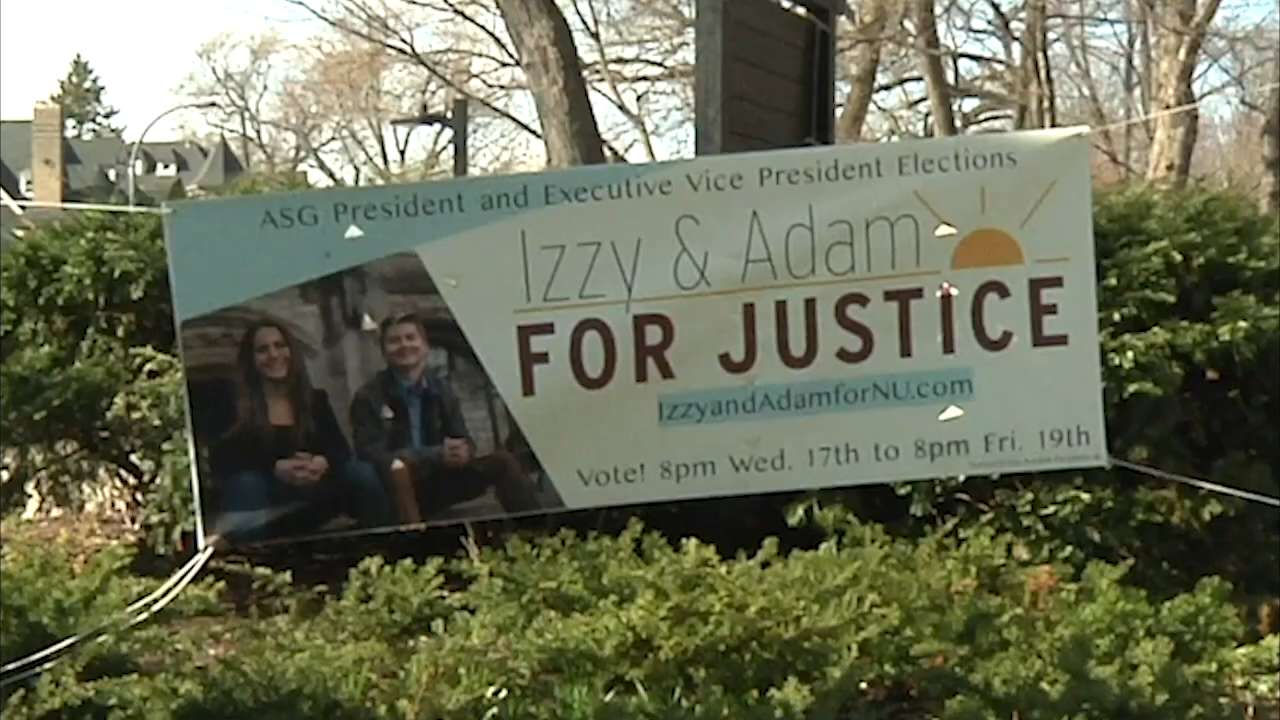 ASG President and Executive Vice President Elections
Izzy & Adam
FOR JUSTICE
IzzyandAdamforNU.com
Vote! 8pm Wed. 17th to 8pm Fri. 19th